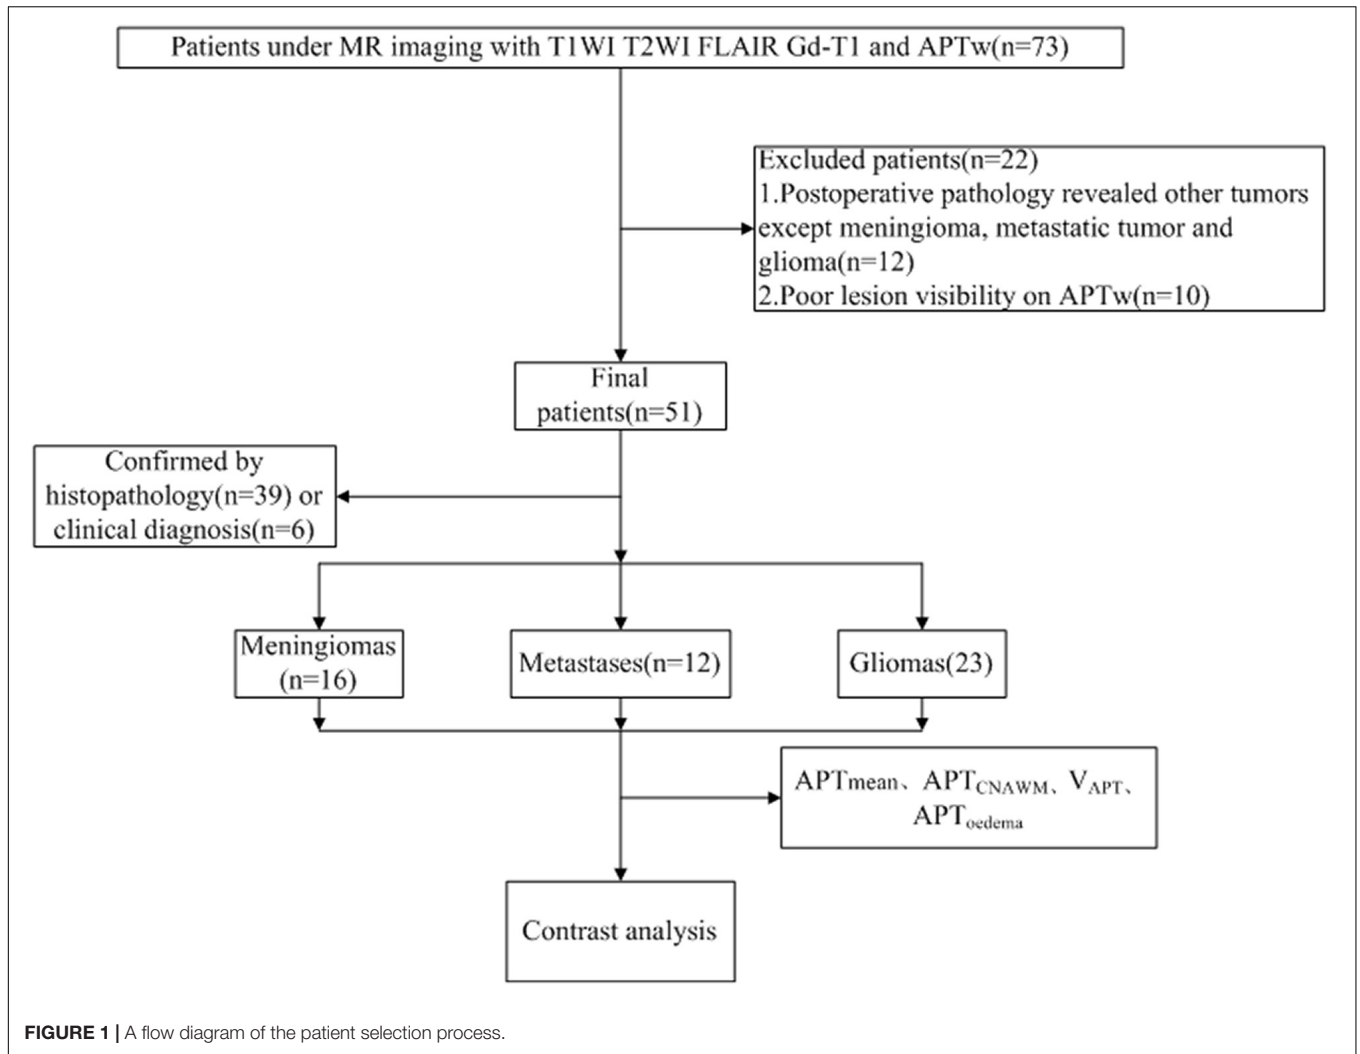 Patients under MR imaging with T1WI T2WI FLAIR Gd-T1 and APTw(n=73)
Excluded patients(n=22)
1.Postoperative pathology revealed other tumors
except meningioma, metastatic tumor and
glioma(n=12)
2.Poor lesion visibility on APTw(n=10)
Final
patients(n=51)
Confirmed by
histopathology(n=39) or
clinical diagnosis(n=6)
Meningiomas
(n=16)
Metastases(n=12)
Gliomas(23)
APTmean、APTCNAWM、VAPT、
APToedema
Contrast analysis
FIGURE 1 | A flow diagram of the patient selection process.